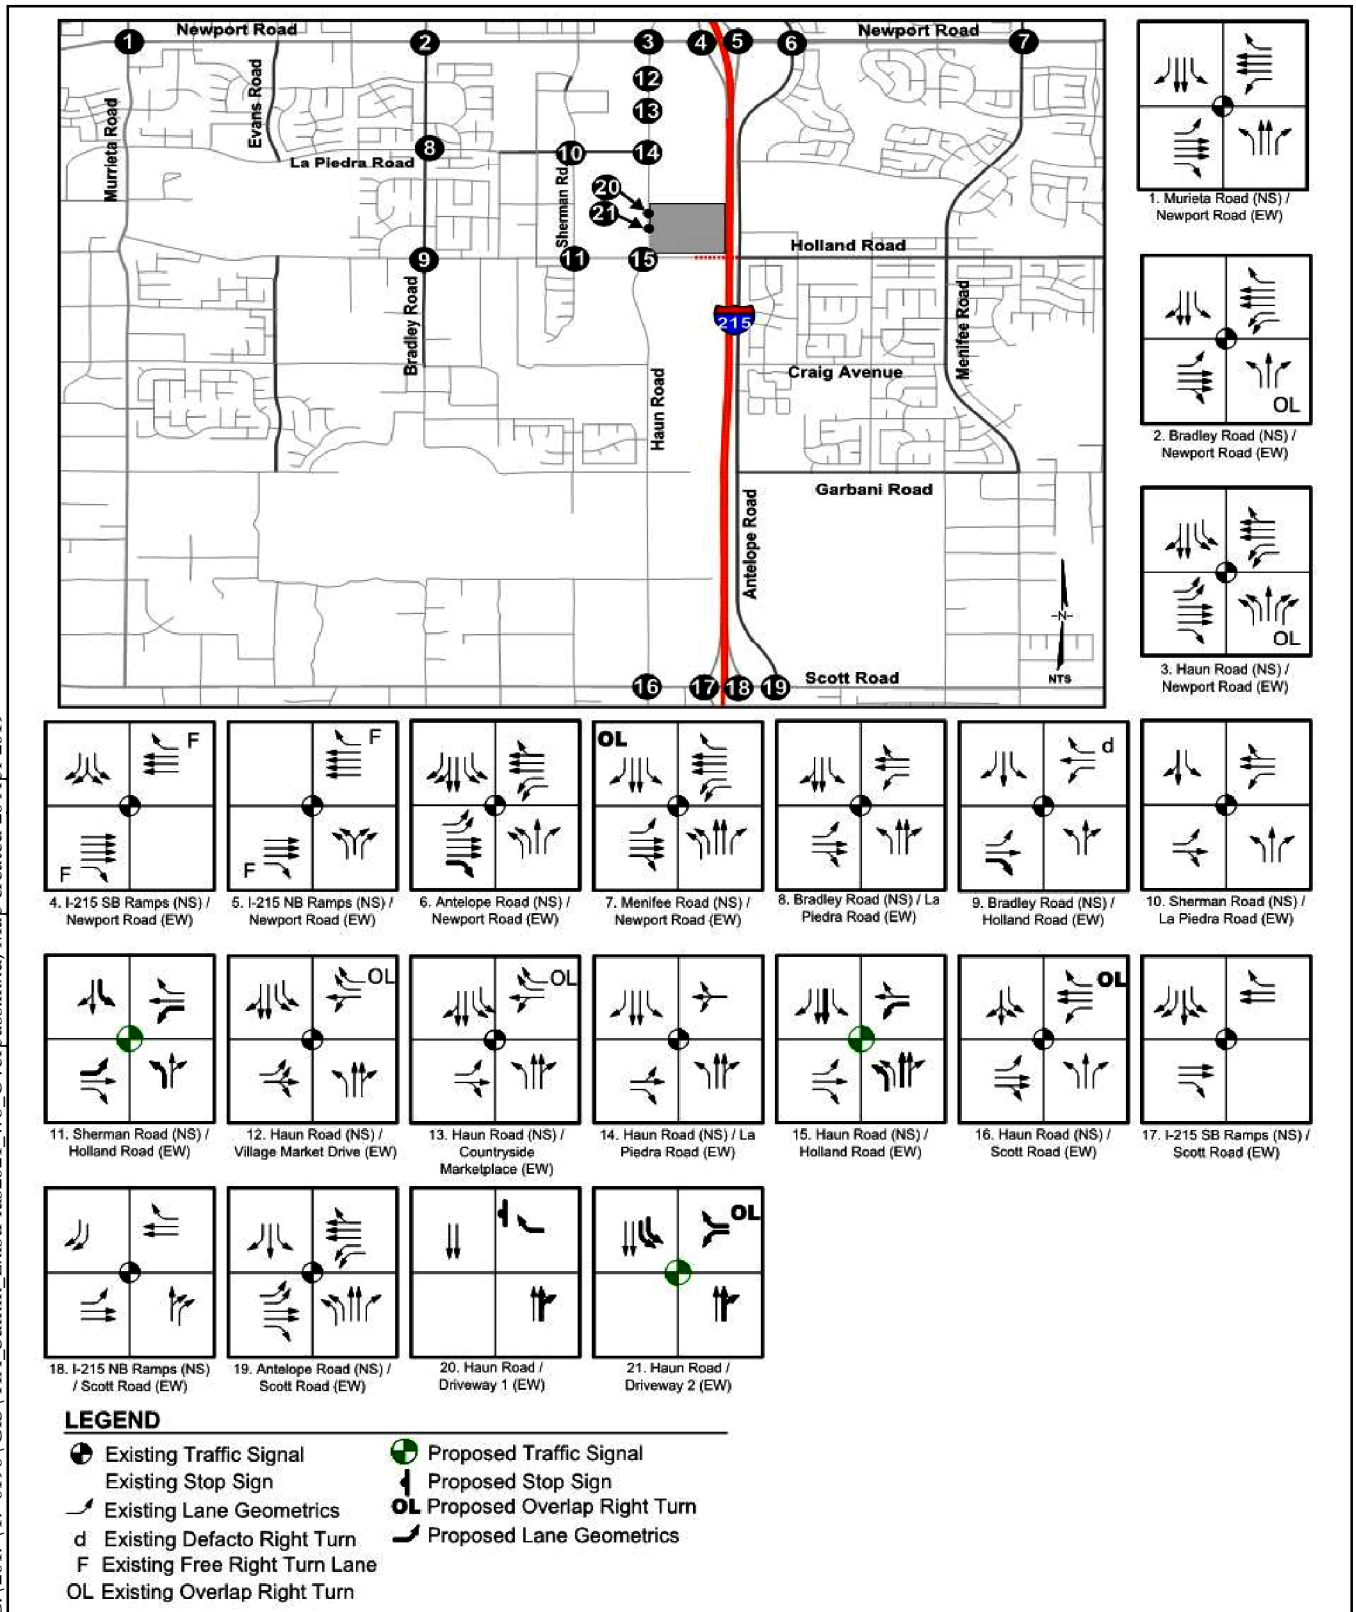 Newport Road
Newport Road
1
2
3
4
5
6
7
12
13
Evans Road
Murrieta Road
8
La Piedra Road
10
14
20
21
Sherman Rd
Holland Road
9
11
15
Bradley Road
215
Menifee Road
Craig Avenue
Haun Road
Garbani Road
Antelope Road
N
NTS
Scott Road
16
17
18
19
1. Murieta Road (NS) /
Newport Road (EW)
OL
2. Bradley Road (NS) /
Newport Road (EW)
OL
3. Haun Road (NS) /
Newport Road (EW)
F
F
4. I-215 SB Ramps (NS) /
Newport Road (EW)
F
F
5. I-215 NB Ramps (NS) /
Newport Road (EW)
6. Antelope Road (NS) /
Newport Road (EW)
OL
7. Menifee Road (NS) /
Newport Road (EW)
8. Bradley Road (NS) / La
Piedra Road (EW)
d
9. Bradley Road (NS) /
Holland Road (EW)
10. Sherman Road (NS) /
La Piedra Road (EW)
11. Sherman Road (NS) /
Holland Road (EW)
OL
12. Haun Road (NS) /
Village Market Drive (EW)
OL
13. Haun Road (NS) /
Countryside
Marketplace (EW)
14. Haun Road (NS) / La
Piedra Road (EW)
15. Haun Road (NS) /
Holland Road (EW)
OL
16. Haun Road (NS) /
Scott Road (EW)
17. I-215 SB Ramps (NS) /
Scott Road (EW)
18. I-215 NB Ramps (NS)
/ Scott Road (EW)
19. Antelope Road (NS) /
Scott Road (EW)
20. Haun Road /
Driveway 1 (EW)
OL
21. Haun Road /
Driveway 2 (EW)
LEGEND
Existing Traffic Signal
Existing Stop Sign
Existing Lane Geometrics
d Existing Defacto Right Turn
F Existing Free Right Turn Lane
OL Existing Overlap Right Turn
Proposed Traffic Signal
Proposed Stop Sign
OL Proposed Overlap Right Turn
Proposed Lane Geometrics